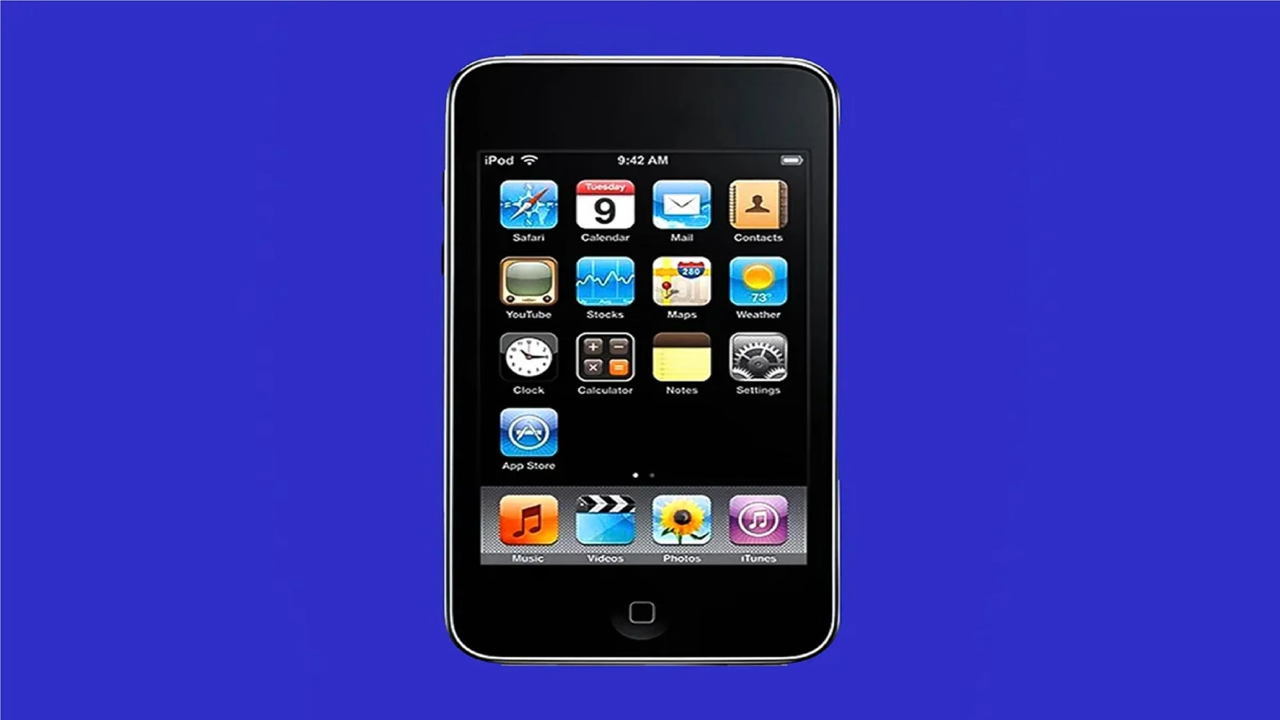 iPod 9:42 AM
Tuesday
9
280
73°
Safari Calendar Mail Contacts
YouTube Stocks Maps Weather
Clock Calculator Notes Settings
App Store
Music Videos Photos iTunes